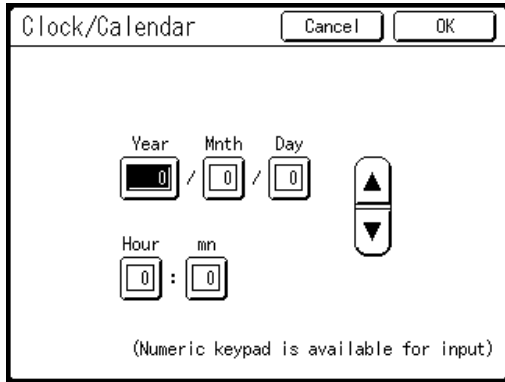 Clock/Calendar Cancel OK
Year Mnth Day
0 / 0 / 0
Hour mn
0 : 0
(Numeric keypad is available for input)